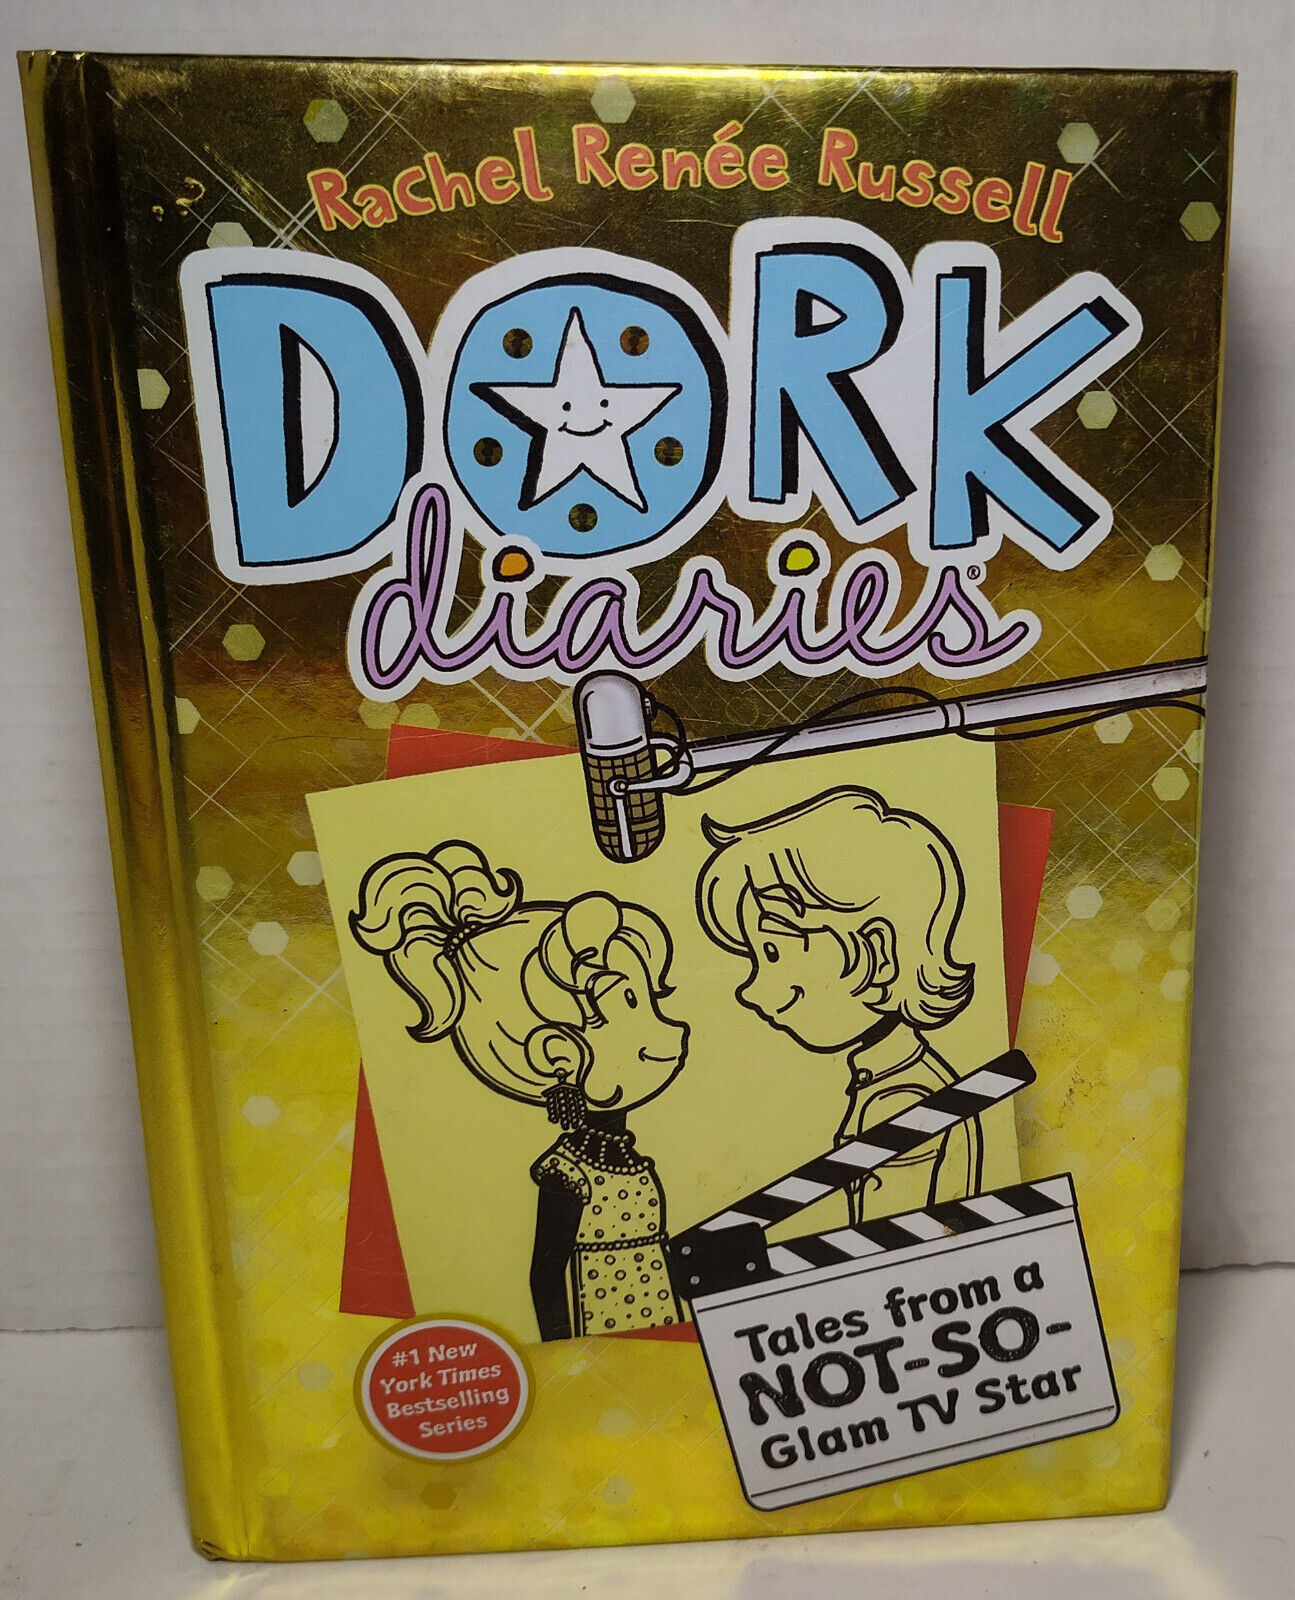 Rachel Renée Russell
DORK
diaries®
#1 New
York Times
Bestselling
Series
Tales from a
NOT-SO-
Glam TV Star